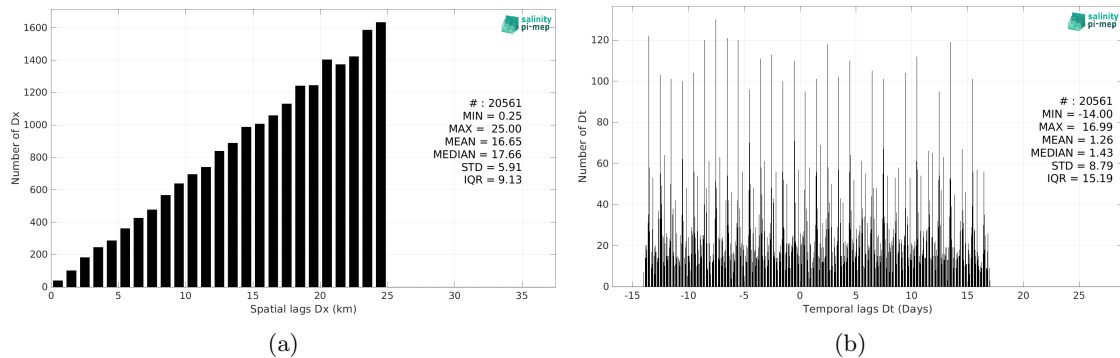 1600
1400
1200
1000
800
600
400
200
0
Number of Dx
0 5 10 15 20 25 30 35
Spatial lags Dx (km)
salinity
pi-mep
# : 20561
MIN = 0.25
MAX = 25.00
MEAN = 16.65
MEDIAN = 17.66
STD = 5.91
IQR = 9.13
(a)
120
100
80
60
40
20
0
Number of Dt
-15 -10 -5 0 5 10 15 20 25
Temporal lags Dt (Days)
salinity
pi-mep
# : 20561
MIN = -14.00
MAX = 16.99
MEAN = 1.26
MEDIAN = 1.43
STD = 8.79
IQR = 15.19
(b)